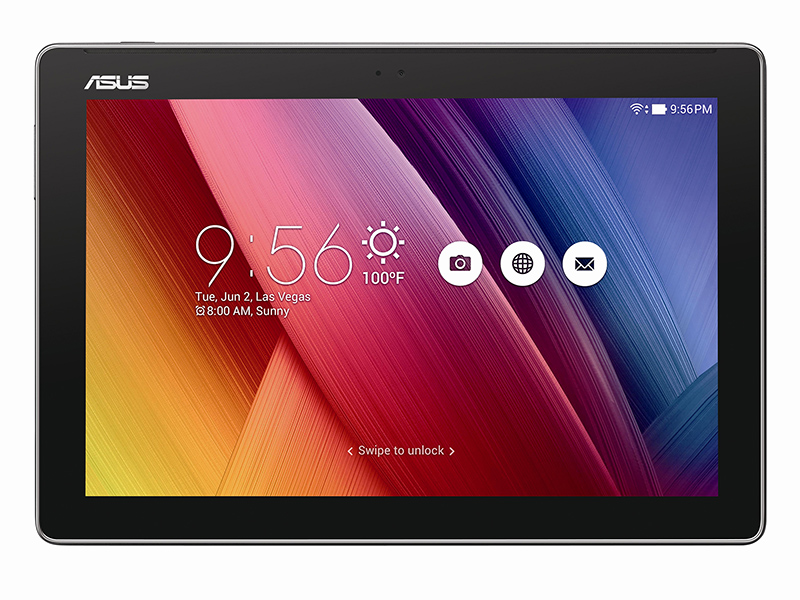 ASUS
9:56PM
9:56
100°F
Tue, Jun 2, Las Vegas
8:00 AM, Sunny
< Swipe to unlock >